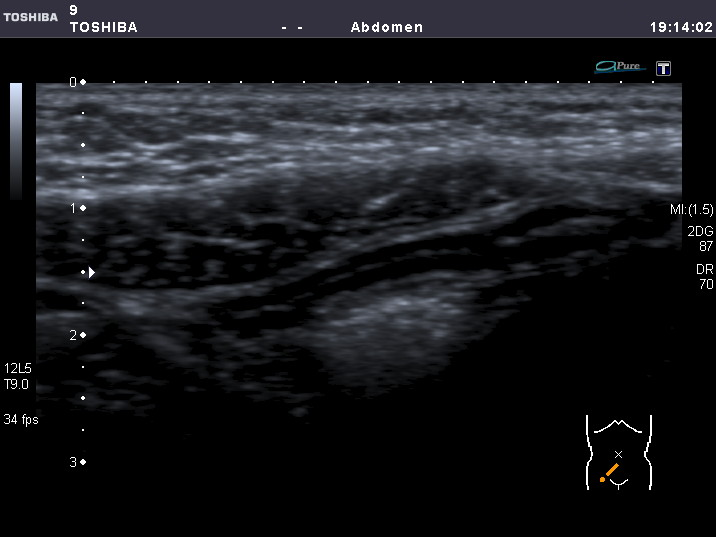 TOSHIBA
9
TOSHIBA - - Abdomen 19:14:02
aPure T
0
1
MI:(1.5)
2DG
87
DR
70
2
12L5
T9.0
34 fps
3